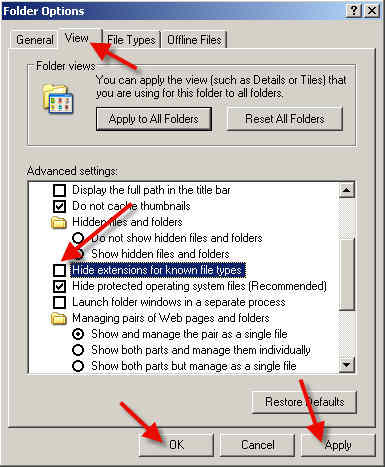 Folder Options
General
View
File Types
Offline Files
Folder views
You can apply the view (such as Details or Tiles) that
you are using for this folder to all folders.
Apply to All Folders
Reset All Folders
Advanced settings:
Display the full path in the title bar
Do not cache thumbnails
Hidden files and folders
Do not show hidden files and folders
Show hidden files and folders
Hide extensions for known file types
Hide protected operating system files (Recommended)
Launch folder windows in a separate process
Managing pairs of Web pages and folders
Show and manage the pair as a single file
Show both parts and manage them individually
Show both parts but manage as a single file
Restore Defaults
OK
Cancel
Apply